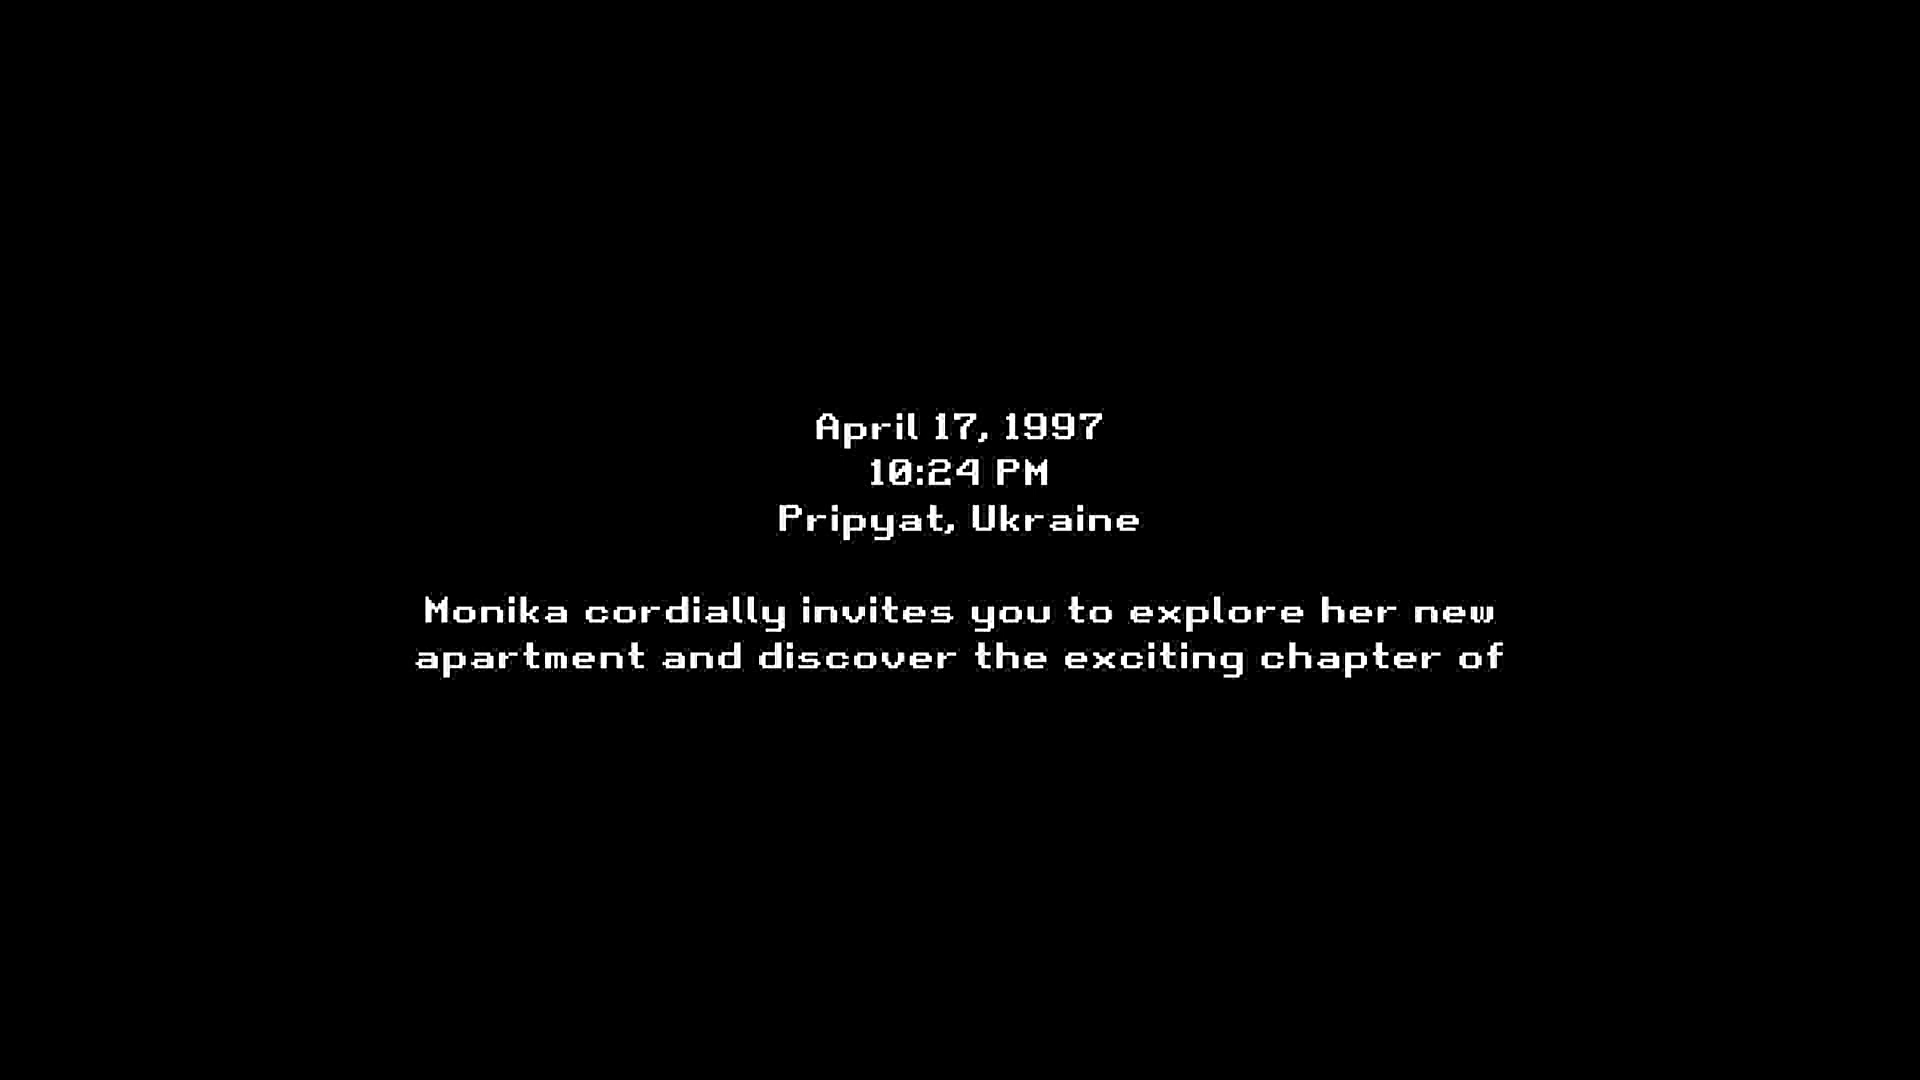 April 17, 1997
10:24 PM
Pripyat, Ukraine
Monika cordially invites you to explore her new
apartment and discover the exciting chapter of